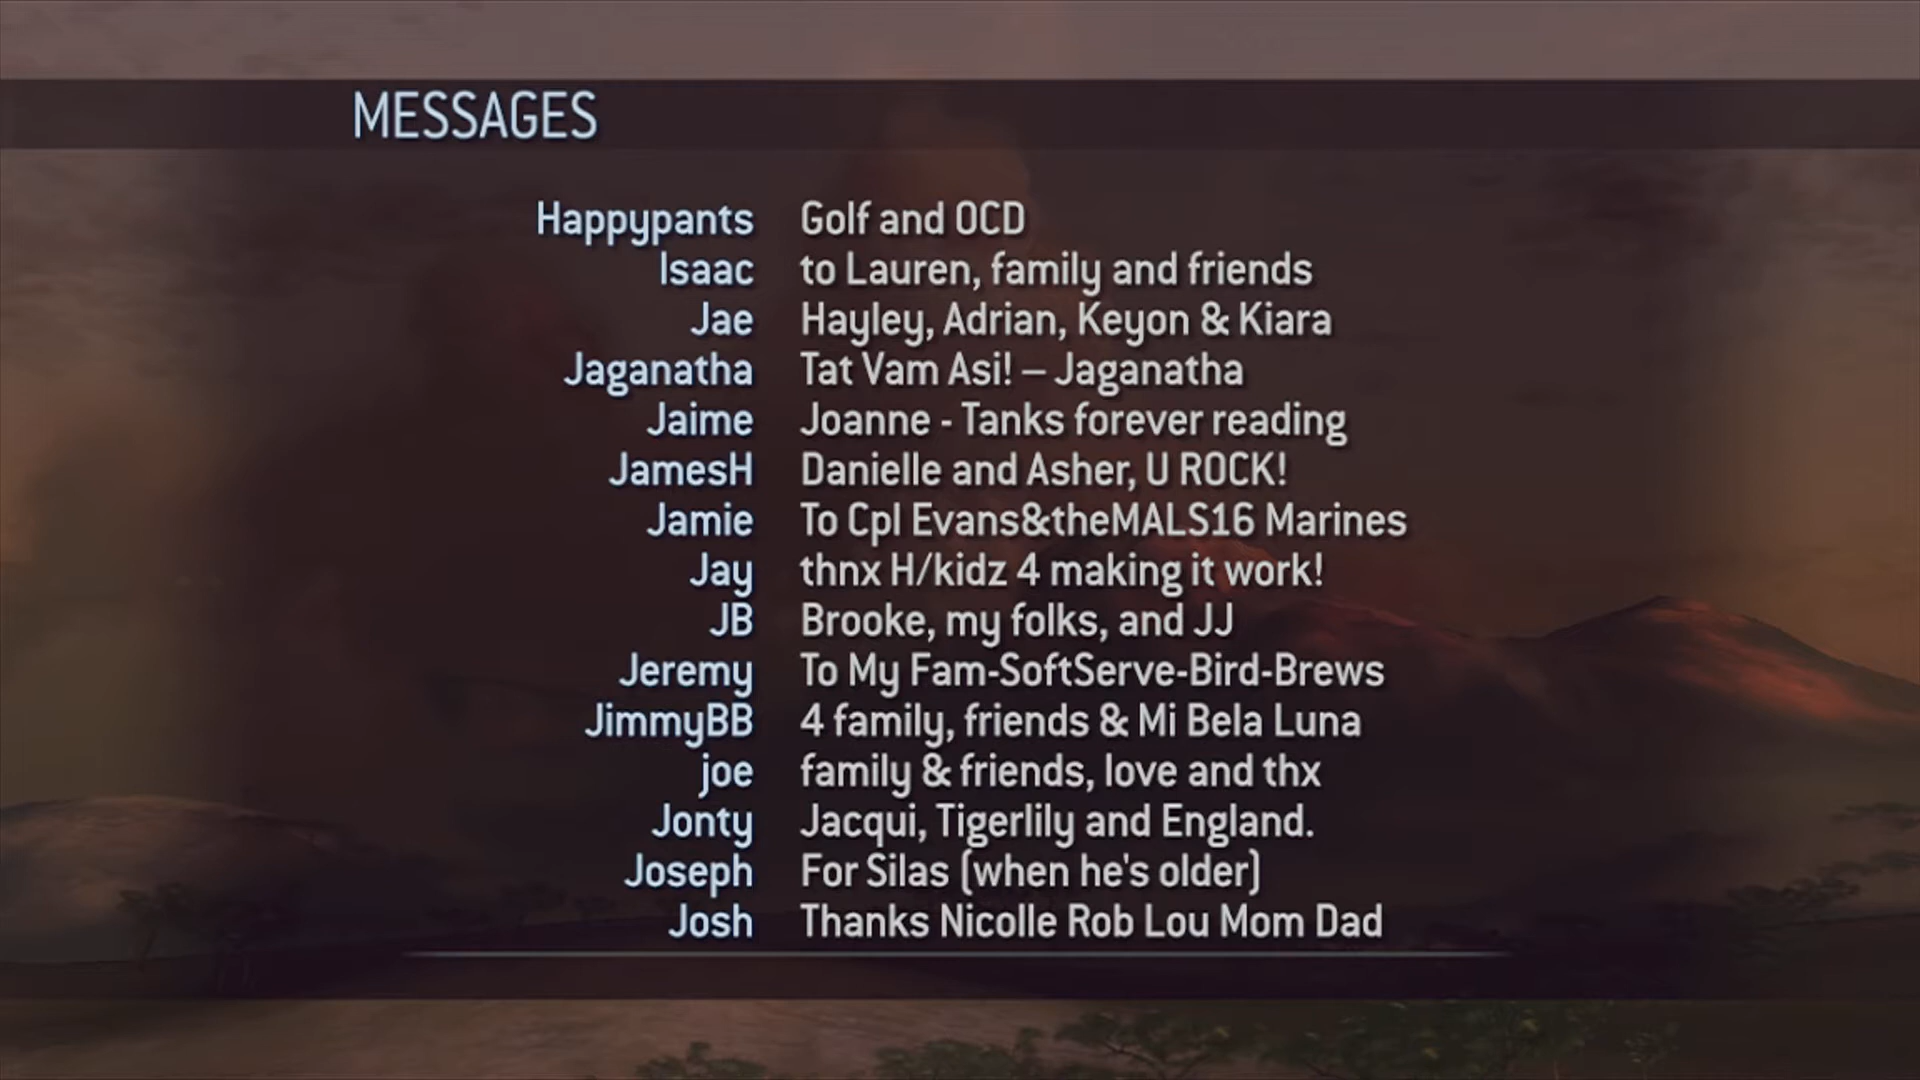 MESSAGES
Happypants Golf and OCD
Isaac to Lauren, family and friends
Jae Hayley, Adrian, Keyon & Kiara
Jaganatha Tat Vam Asi! – Jaganatha
Jaime Joanne - Tanks forever reading
JamesH Danielle and Asher, U ROCK!
Jamie To Cpl Evans&theMALS16 Marines
Jay thnx H/kidz 4 making it work!
JB Brooke, my folks, and JJ
Jeremy To My Fam-SoftServe-Bird-Brews
JimmyBB 4 family, friends & Mi Bela Luna
joe family & friends, love and thx
Jonty Jacqui, Tigerlily and England.
Joseph For Silas (when he's older)
Josh Thanks Nicolle Rob Lou Mom Dad